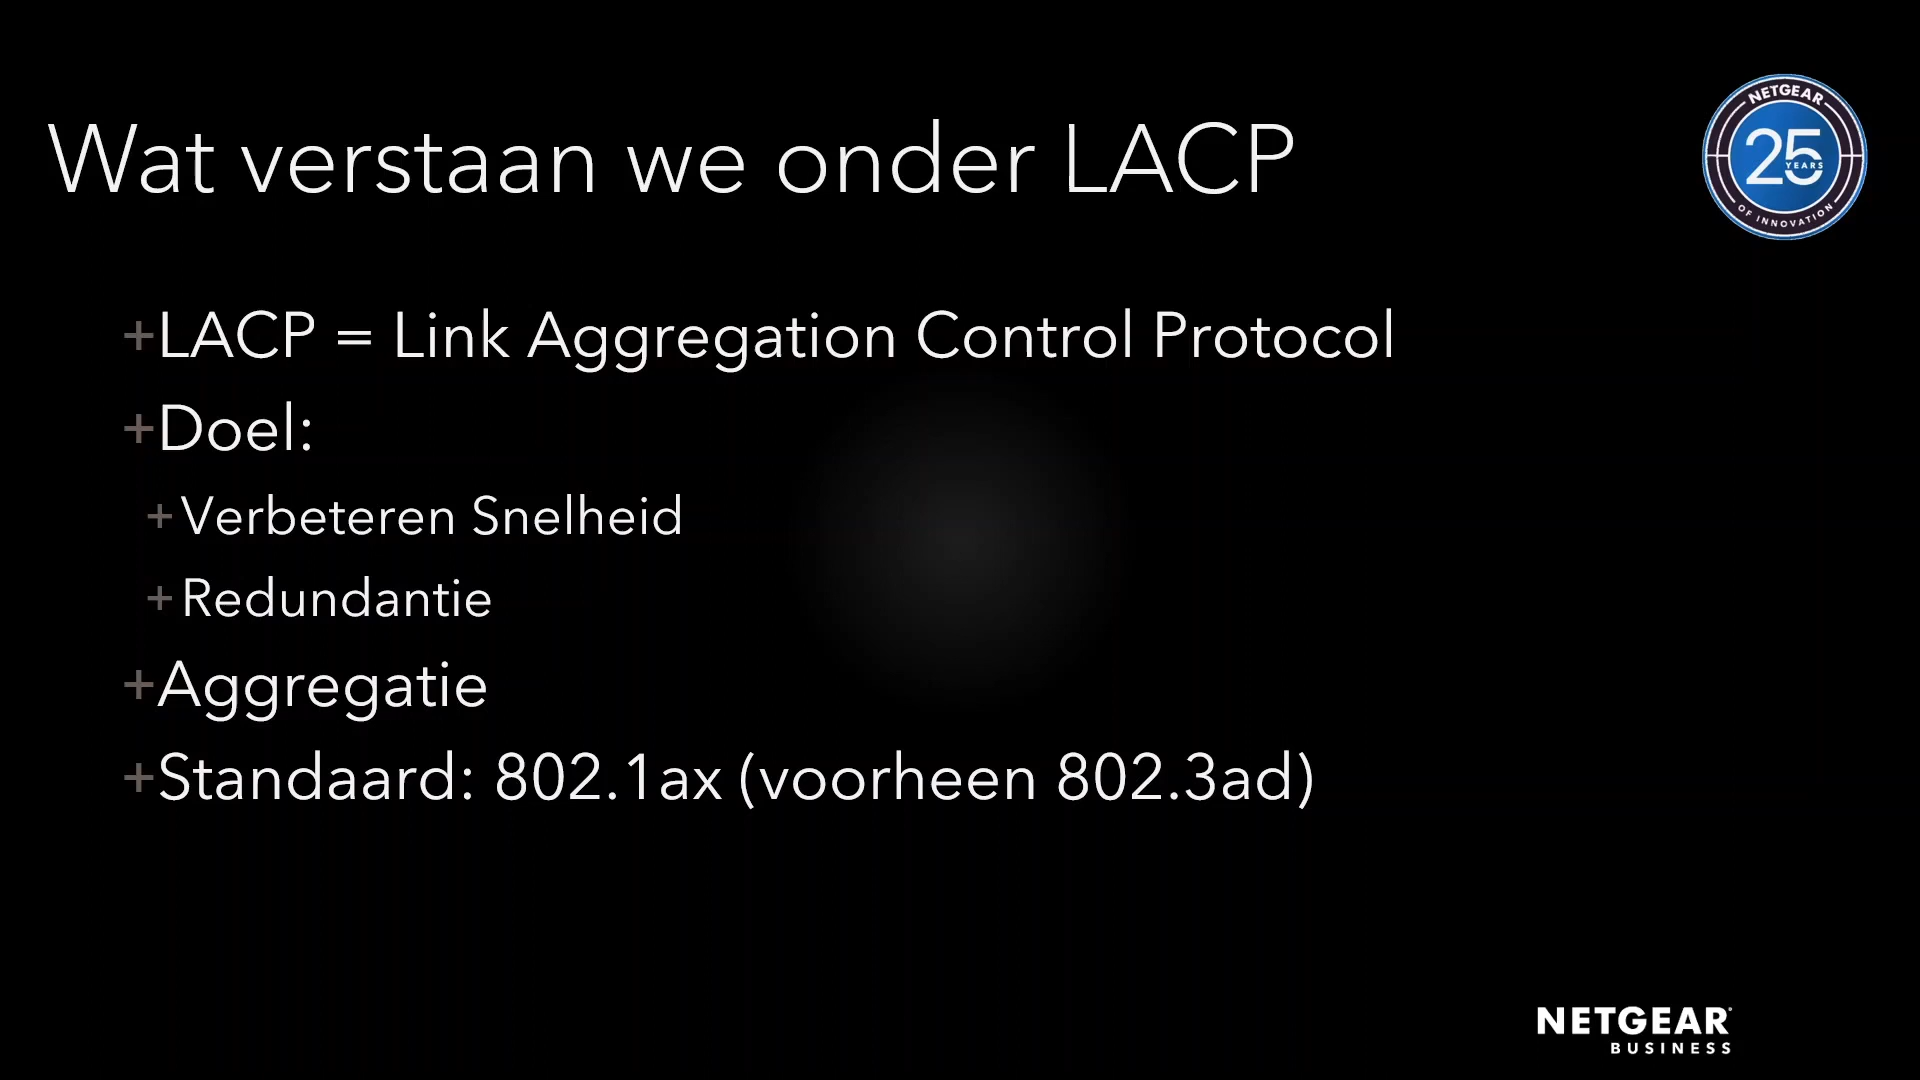 Wat verstaan we onder LACP
NETGEAR
25
YEARS
OF INNOVATION
+LACP = Link Aggregation Control Protocol
+Doel:
+Verbeteren Snelheid
+Redundantie
+Aggregatie
+Standaard: 802.1ax (voorheen 802.3ad)
NETGEAR
BUSINESS